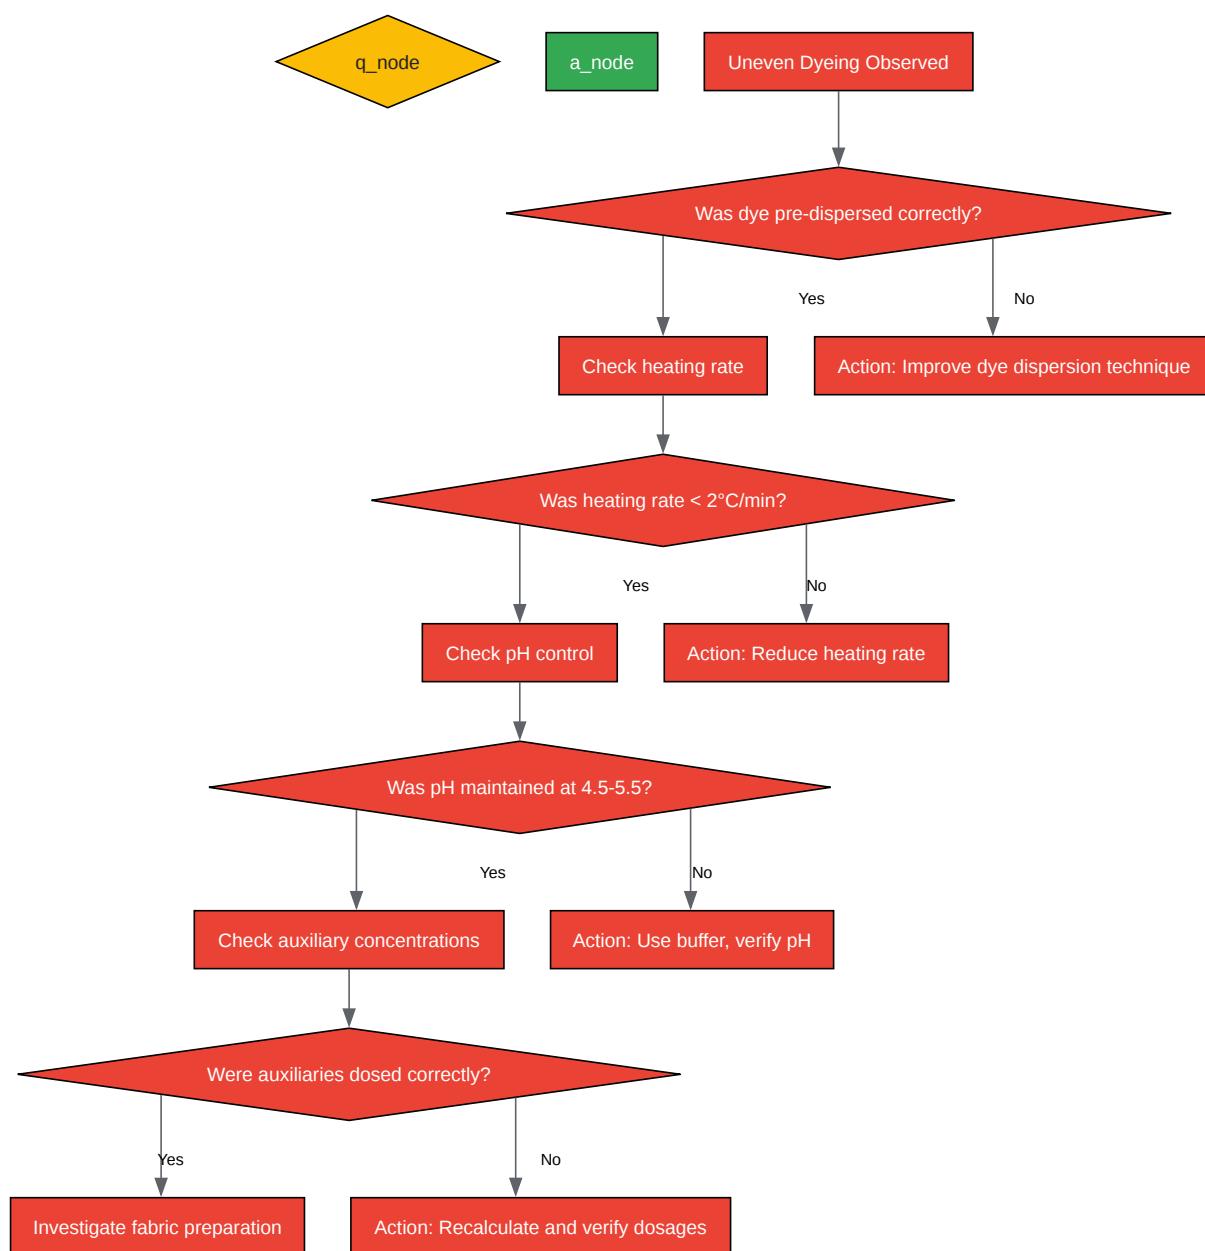 q_node
a_node
Uneven Dyeing Observed
Was dye pre-dispersed correctly?
Yes
No
Check heating rate
Action: Improve dye dispersion technique
Was heating rate < 2°C/min?
Yes
No
Check pH control
Action: Reduce heating rate
Was pH maintained at 4.5-5.5?
Yes
No
Check auxiliary concentrations
Action: Use buffer, verify pH
Were auxiliaries dosed correctly?
Yes
No
Investigate fabric preparation
Action: Recalculate and verify dosages